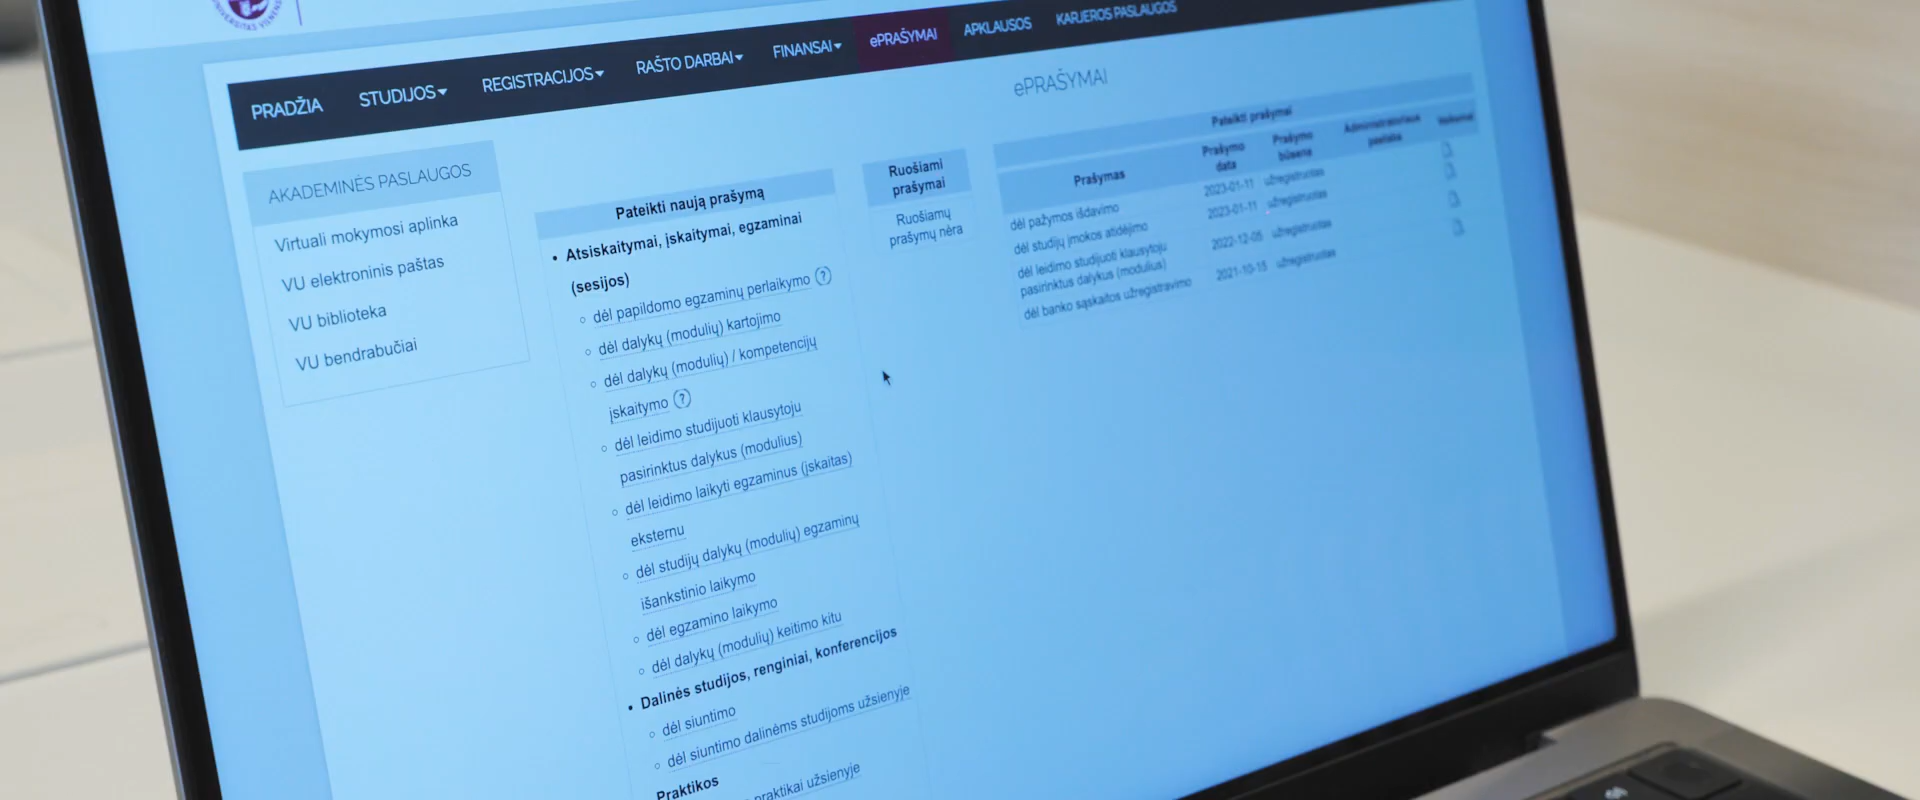 UNIVERSITAS VILNENSIS
PRADŽIA STUDIJOS REGISTRACIJOS RAŠTO DARBAI FINANSAI ePRAŠYMAI APKLAUSOS KARJEROS PASLAUGOS
ePRAŠYMAI
AKADEMINĖS PASLAUGOS
Virtuali mokymosi aplinka
VU elektroninis paštas
VU biblioteka
VU bendrabučiai
Pateikti naują prašymą
• Atsiskaitymai, įskaitymai, egzaminai
(sesijos)
dėl papildomo egzaminų perlaikymo ?
dėl dalykų (modulių) kartojimo
dėl dalykų (modulių) / kompetencijų
įskaitymo ?
dėl leidimo studijuoti klausytoju
pasirinktus dalykus (modulius)
dėl leidimo laikyti egzaminus (įskaitas)
eksternu
dėl studijų dalykų (modulių) egzaminų
išankstinio laikymo
dėl egzamino laikymo
dėl dalykų (modulių) keitimo kitu
• Dalinės studijos, renginiai, konferencijos
dėl siuntimo
dėl siuntimo dalinėms studijoms užsienyje
Praktikos
praktikai užsienyje
Ruošiami
prašymai
Ruošiamų
prašymų nėra
Pateikti prašymai
Prašymas Prašymo data Prašymo būsena Administratoriaus pastaba
dėl pažymos išdavimo 2023-01-11 užregistruotas
dėl studijų įmokos atidėjimo 2023-01-11 užregistruotas
dėl leidimo studijuoti klausytoju
pasirinktus dalykus (modulius) 2022-12-05 užregistruotas
dėl banko sąskaitos užregistravimo 2021-10-15 užregistruotas